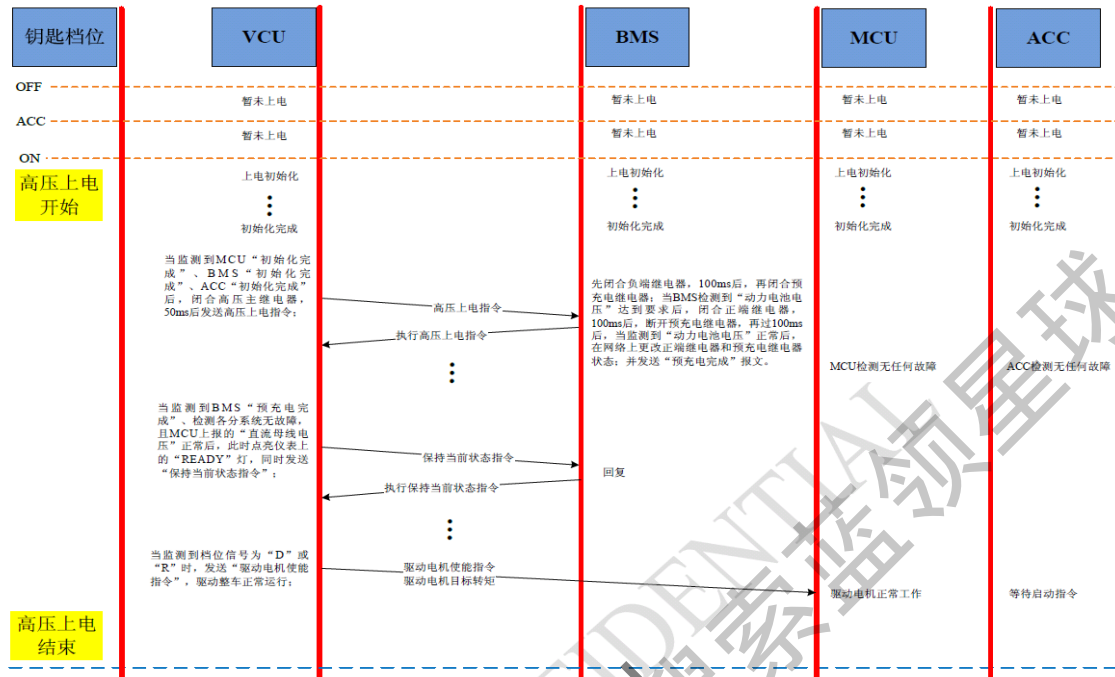 钥匙档位
VCU
BMS
MCU
ACC
OFF
暂未上电
暂未上电
暂未上电
暂未上电
ACC
暂未上电
暂未上电
暂未上电
暂未上电
ON
高压上电
开始
上电初始化
上电初始化
上电初始化
上电初始化
初始化完成
初始化完成
初始化完成
初始化完成
当监测到MCU“初始化完
成”、BMS“初始化完
成”、ACC“初始化完成”
后，闭合高压主继电器，
50ms后发送高压上电指令；
高压上电指令
执行高压上电指令
先闭合负端继电器，100ms后，再闭合预
充电继电器；当BMS检测到“动力电池电
压”达到要求后，闭合正端继电器，
100ms后，断开预充电继电器，再过100ms
后，当监测到“动力电池电压”正常后，
在网络上更改正端继电器和预充电继电器
状态；并发送“预充电完成”报文。
MCU检测无任何故障
ACC检测无任何故障
当监测到BMS“预充电完
成”、检测各分系统无故障，
且MCU上报的“直流母线电
压”正常后，此时点亮仪表上
的“READY”灯，同时发送
“保持当前状态指令”；
保持当前状态指令
执行保持当前状态指令
回复
当监测到档位信号为“D”或
“R”时，发送“驱动电机使能
指令”，驱动整车正常运行；
驱动电机使能指令
驱动电机目标转矩
驱动电机正常工作
等待启动指令
高压上电
结束
索蓝领星球